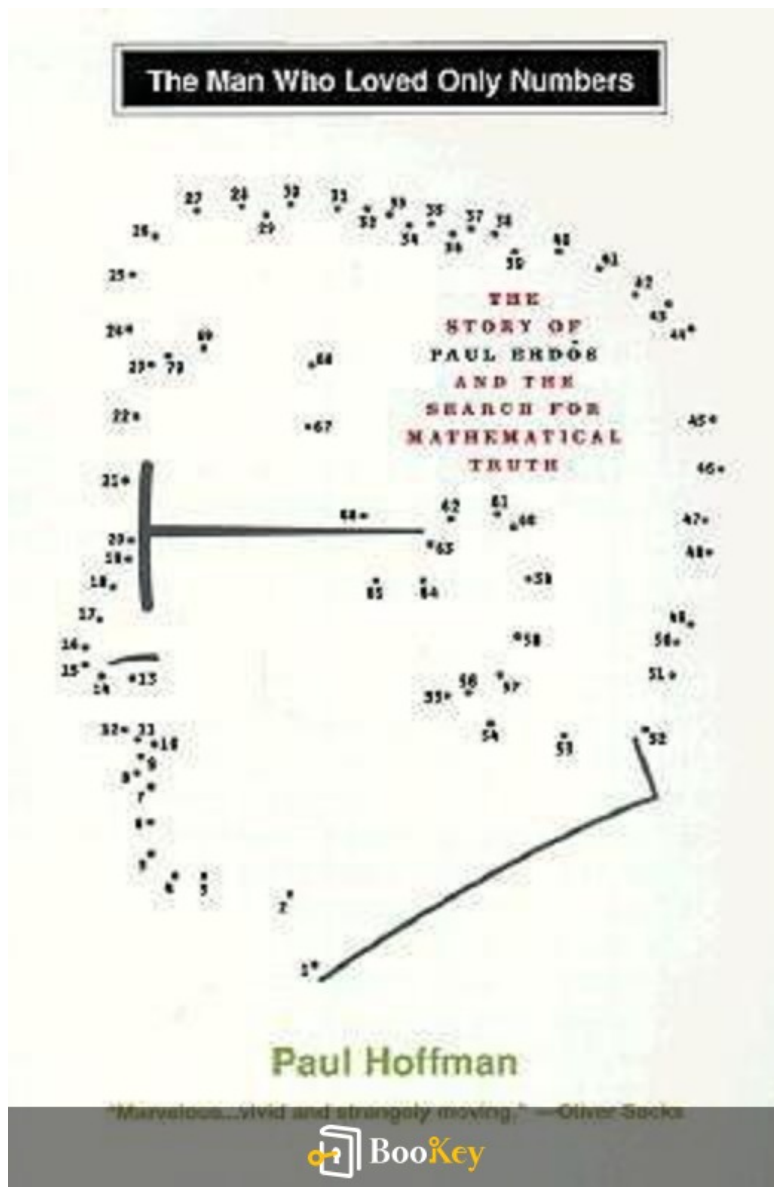 The Man Who Loved Only Numbers
THE
STORY OF
PAUL ERDŐS
AND THE
SEARCH FOR
MATHEMATICAL
TRUTH
Paul Hoffman
"Marvelous...vivid and strangely moving." —Oliver Sacks
BooKey